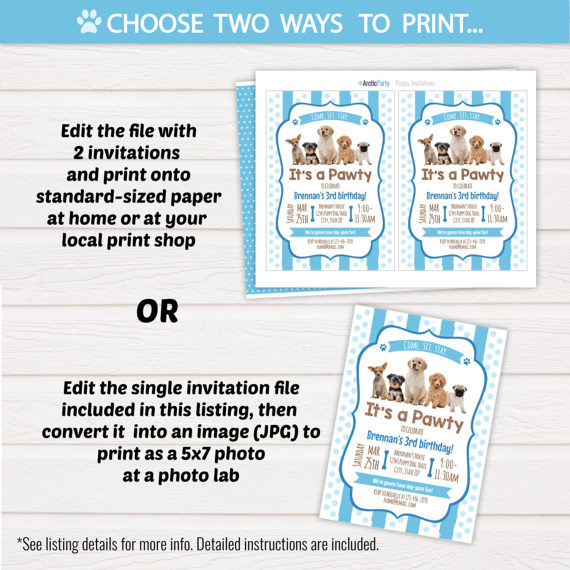 CHOOSE TWO WAYS TO PRINT...
Edit the file with
2 invitations
and print onto
standard-sized paper
at home or at your
local print shop
ArcticParty Puppy Invitations
COME, SIT, STAY
It's a Pawty
TO CELEBRATE
Brennan's 3rd birthday!
SATURDAY
MAR
25TH
BRENNAN'S HOUSE
12345 PUPPY DOG TRAIL
CITY, STATE ZIP
9:00-
11:30AM
We're gonna have dog-gone fun!
RSVP TO MICHELLE AT 123-456-7890
NAME@EMAIL.COM
COME, SIT, STAY
It's a Pawty
TO CELEBRATE
Brennan's 3rd birthday!
SATURDAY
MAR
25TH
BRENNAN'S HOUSE
12345 PUPPY DOG TRAIL
CITY, STATE ZIP
9:00-
11:30AM
We're gonna have dog-gone fun!
RSVP TO MICHELLE AT 123-456-7890
NAME@EMAIL.COM
OR
Edit the single invitation file
included in this listing, then
convert it into an image (JPG) to
print as a 5x7 photo
at a photo lab
COME, SIT, STAY
It's a Pawty
TO CELEBRATE
Brennan's 3rd birthday!
SATURDAY
MAR
25TH
BRENNAN'S HOUSE
12345 PUPPY DOG TRAIL
CITY, STATE ZIP
9:00-
11:30AM
We're gonna have dog-gone fun!
RSVP TO MICHELLE AT 123-456-7890
NAME@EMAIL.COM
*See listing details for more info. Detailed instructions are included.